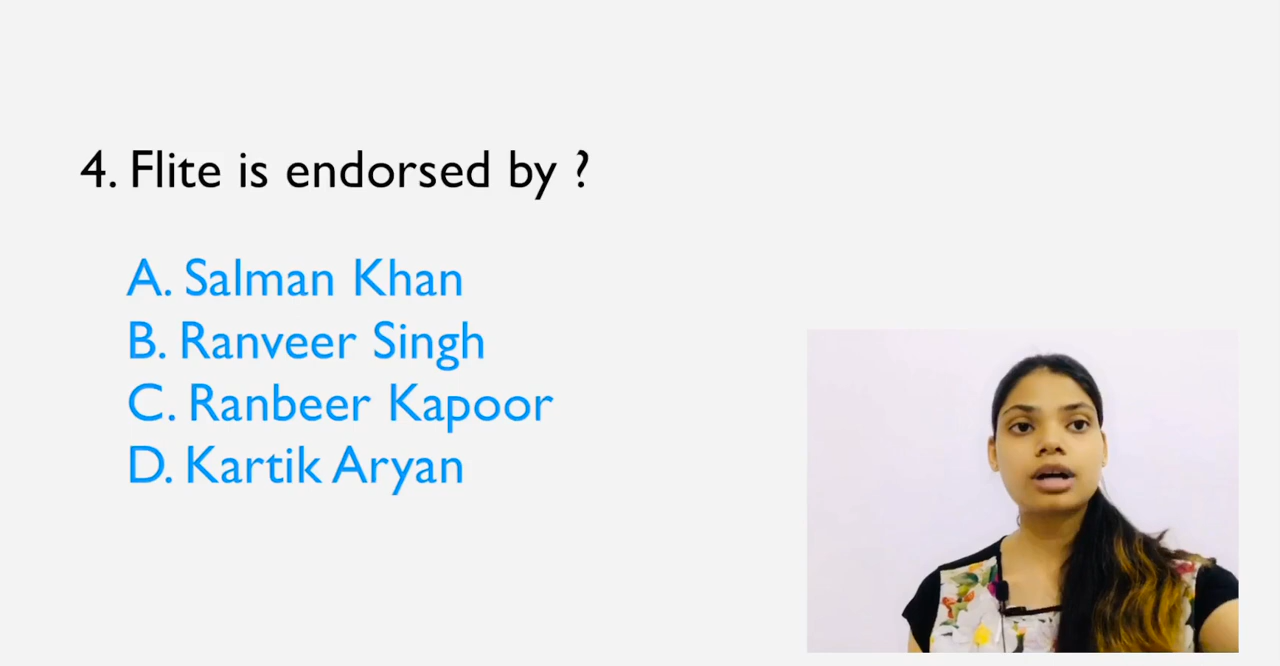 4. Flite is endorsed by ?
A. Salman Khan
B. Ranveer Singh
C. Ranbeer Kapoor
D. Kartik Aryan